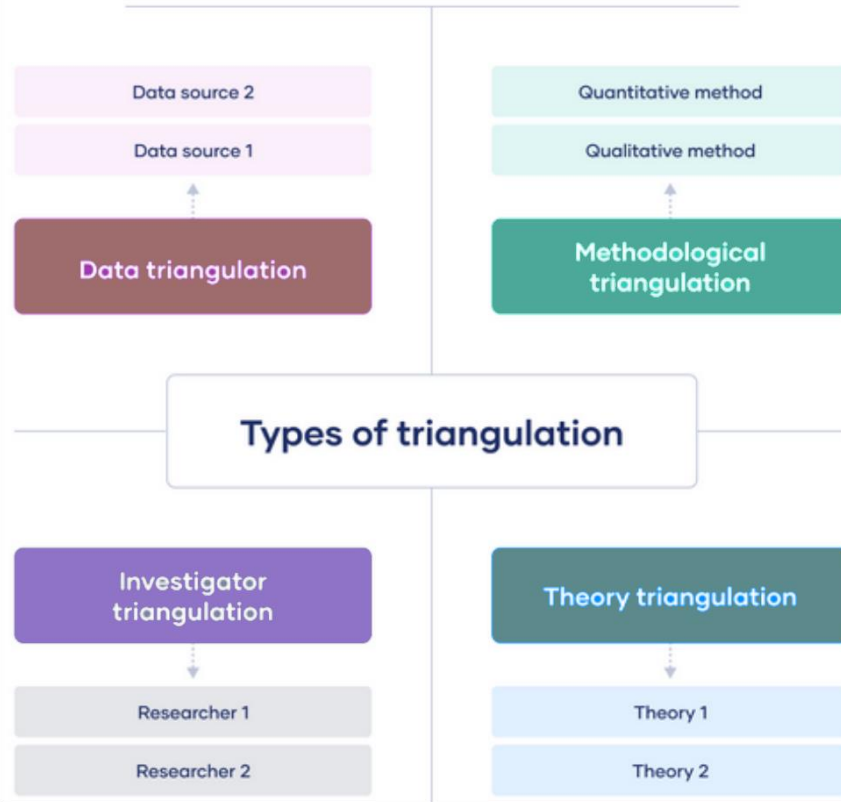 Data source 2
Data source 1
Data triangulation
Quantitative method
Qualitative method
Methodological
triangulation
Types of triangulation
Investigator
triangulation
Researcher 1
Researcher 2
Theory triangulation
Theory 1
Theory 2